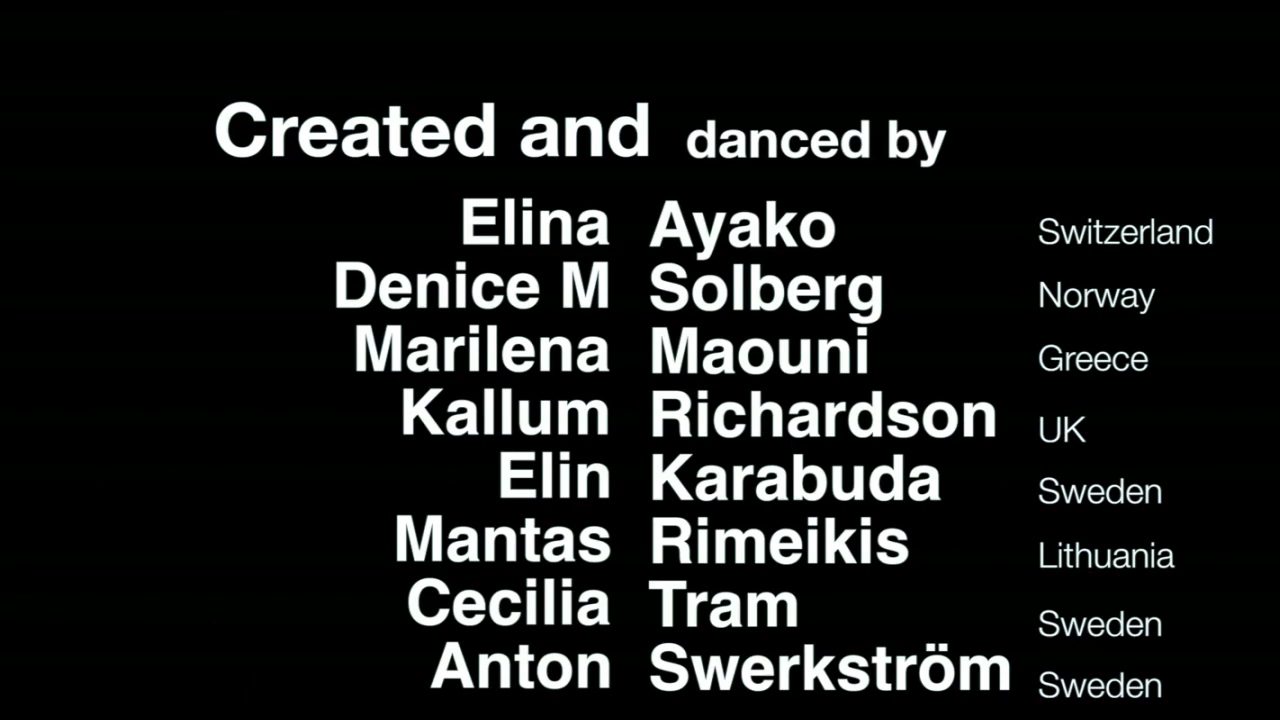 Created and danced by
Elina Ayako Switzerland
Denice M Solberg Norway
Marilena Maouni Greece
Kallum Richardson UK
Elin Karabuda Sweden
Mantas Rimeikis Lithuania
Cecilia Tram Sweden
Anton Swerkström Sweden